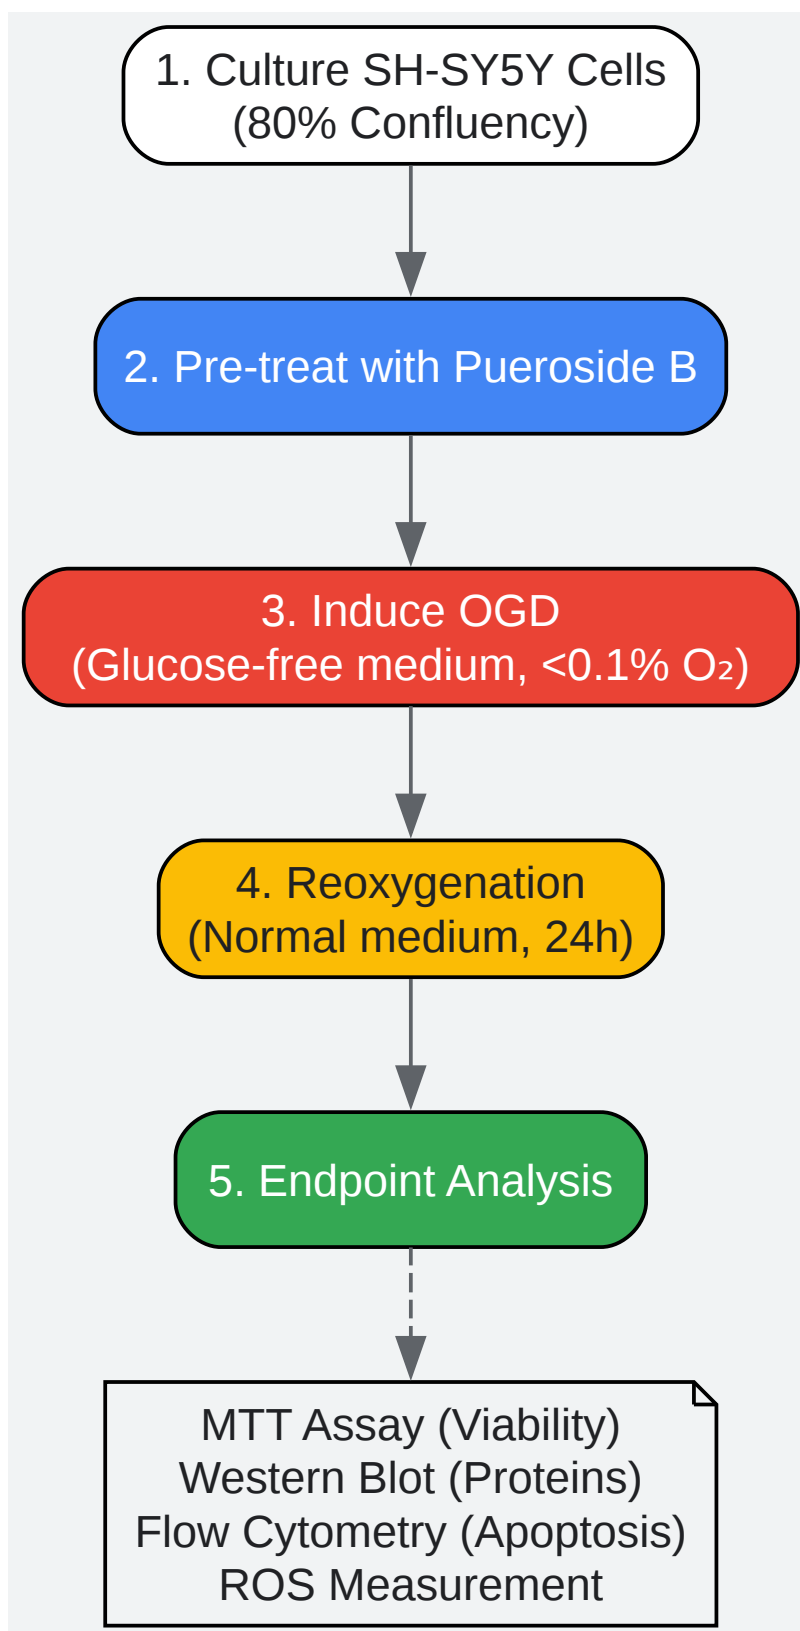 1. Culture SH-SY5Y Cells
(80% Confluency)
2. Pre-treat with Pueroside B
3. Induce OGD
(Glucose-free medium, <0.1% O₂)
4. Reoxygenation
(Normal medium, 24h)
5. Endpoint Analysis
MTT Assay (Viability)
Western Blot (Proteins)
Flow Cytometry (Apoptosis)
ROS Measurement